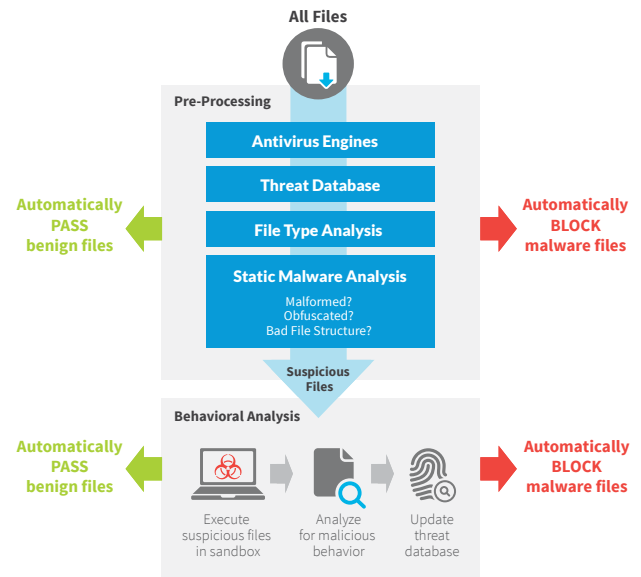 All Files
Pre-Processing
Antivirus Engines
Threat Database
File Type Analysis
Static Malware Analysis
Malformed?
Obfuscated?
Bad File Structure?
Automatically
PASS
benign files
Automatically
BLOCK
malware files
Suspicious
Files
Behavioral Analysis
Automatically
PASS
benign files
Execute
suspicious files
in sandbox
Analyze
for malicious
behavior
Update
threat
database
Automatically
BLOCK
malware files